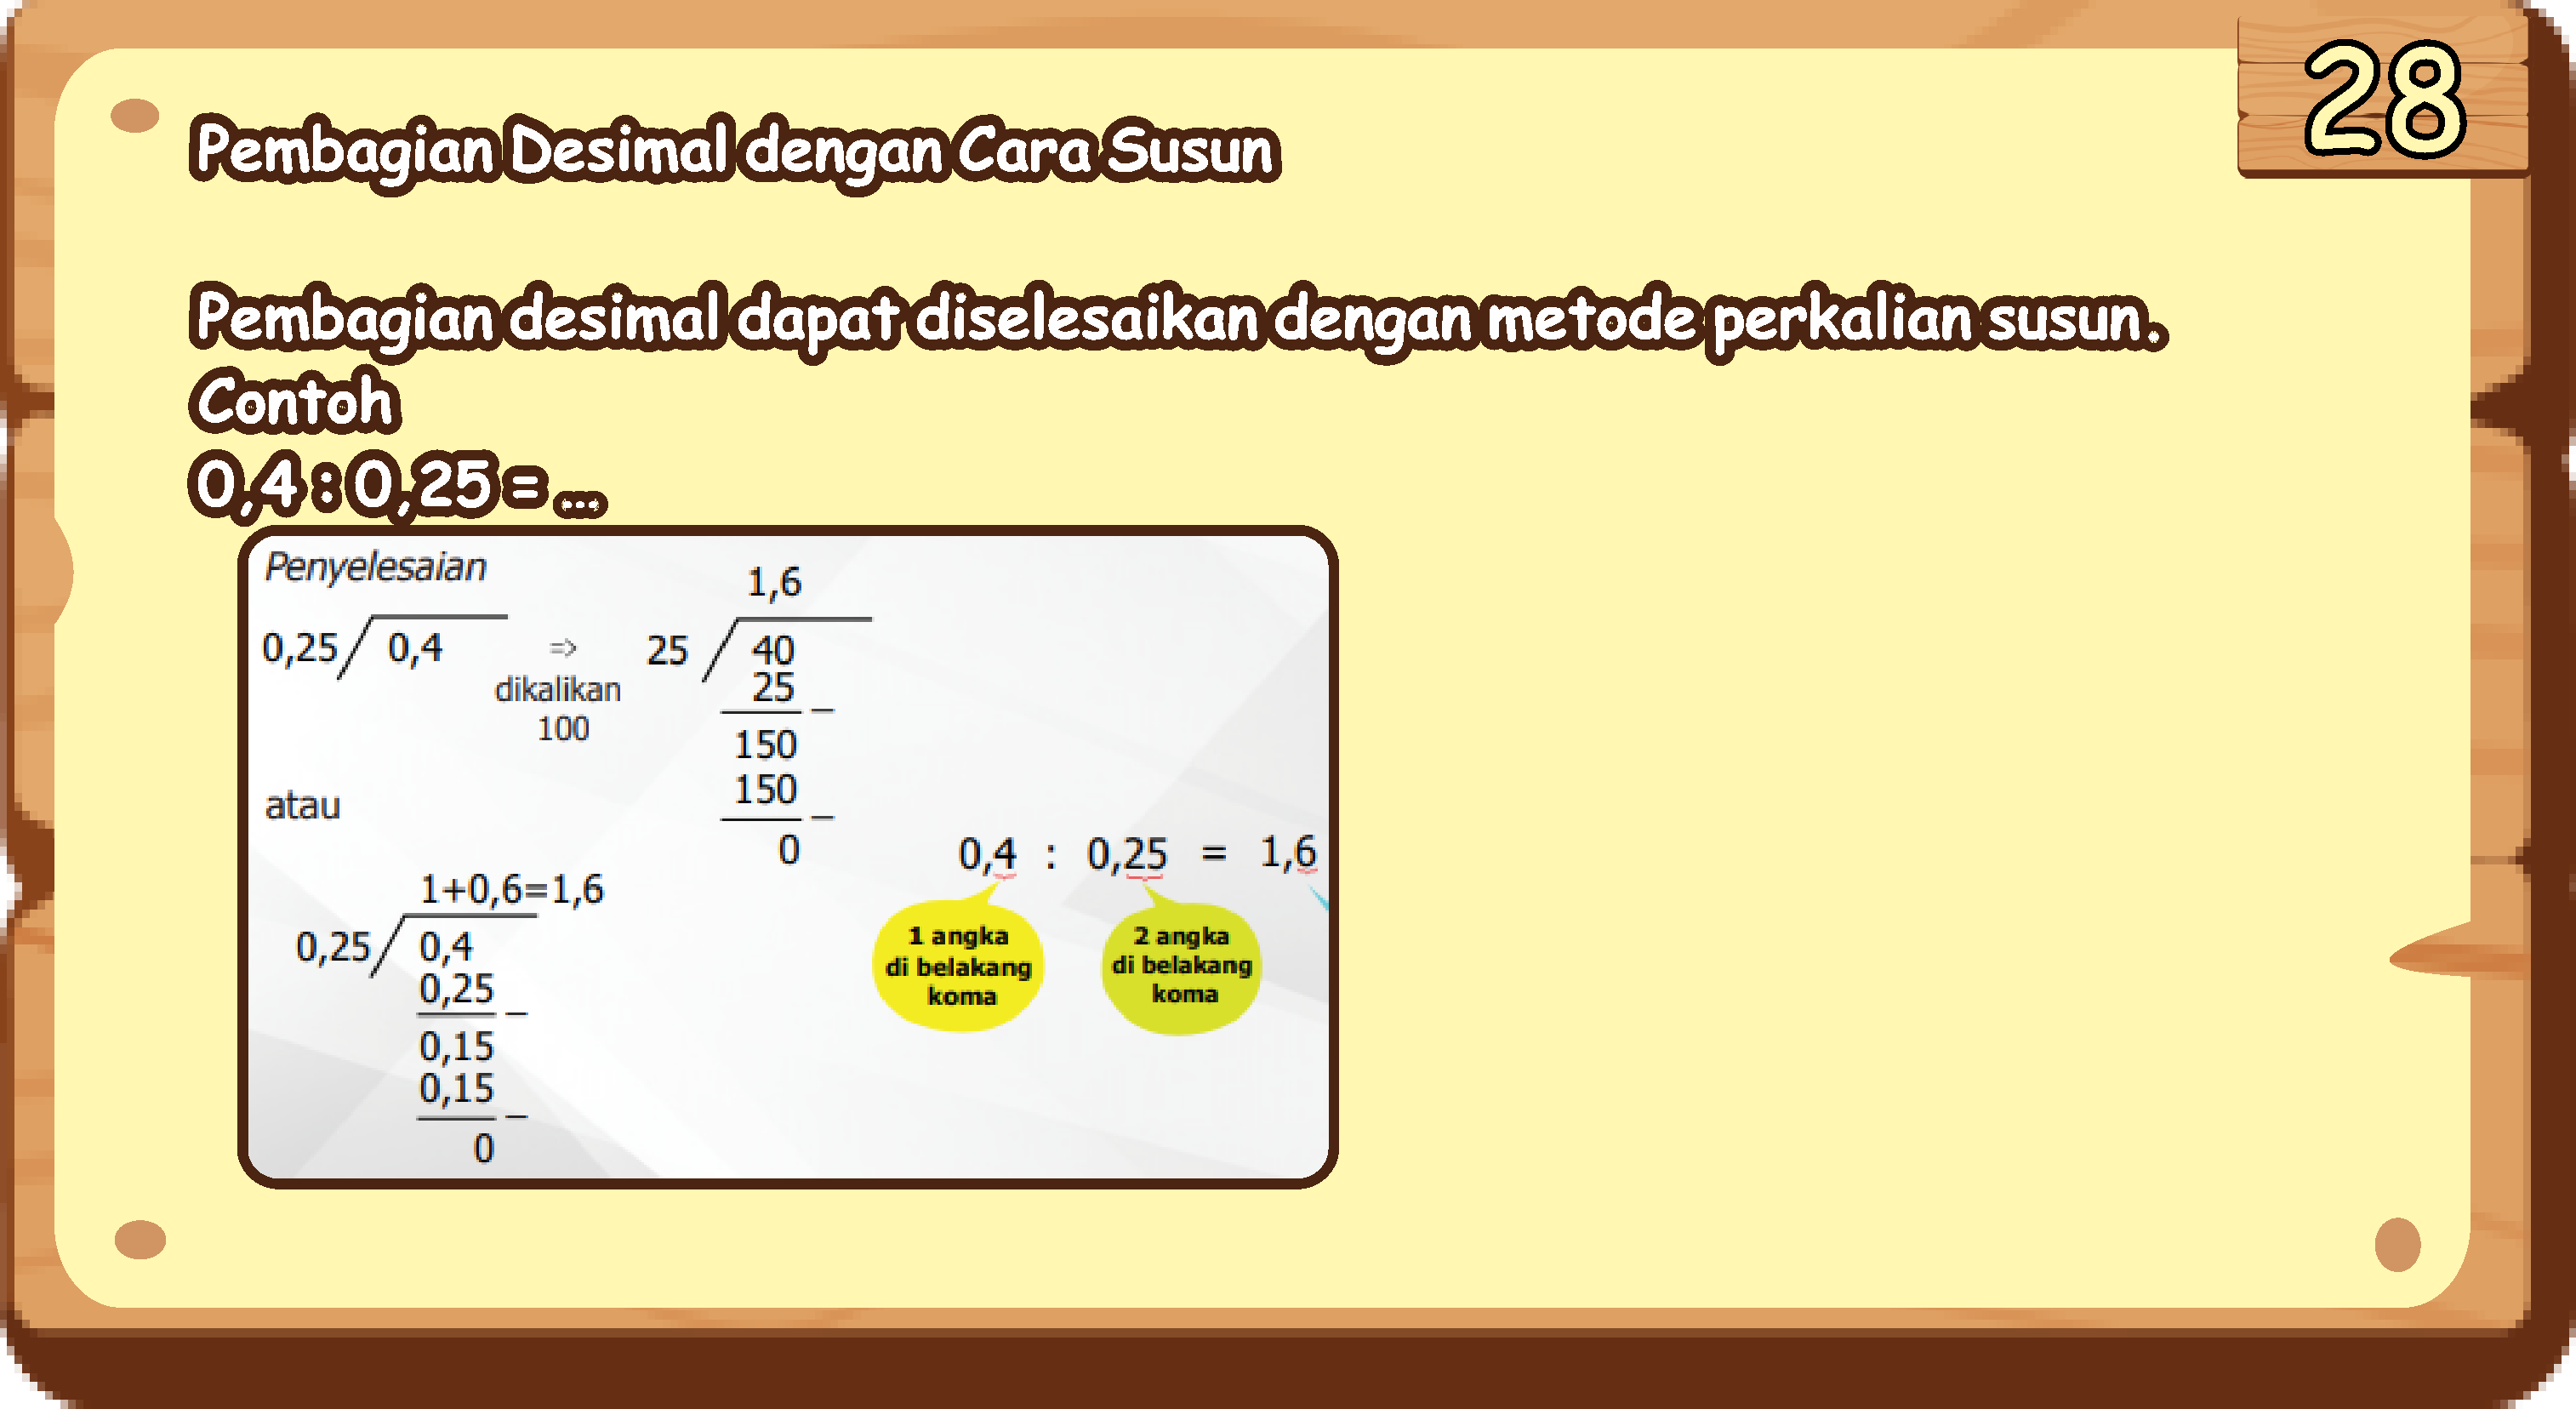 28
Pembagian Desimal dengan Cara Susun
Pembagian desimal dapat diselesaikan dengan metode perkalian susun.
Contoh
0,4 : 0,25 = ...
Penyelesaian
0,25 0,4
=>
dikalikan
100
1,6
25 40
25
–
150
150
–
0
atau
1+0,6=1,6
0,25 0,4
0,25
–
0,15
0,15
–
0
0,4 : 0,25 = 1,6
1 angka
di belakang
koma
2 angka
di belakang
koma